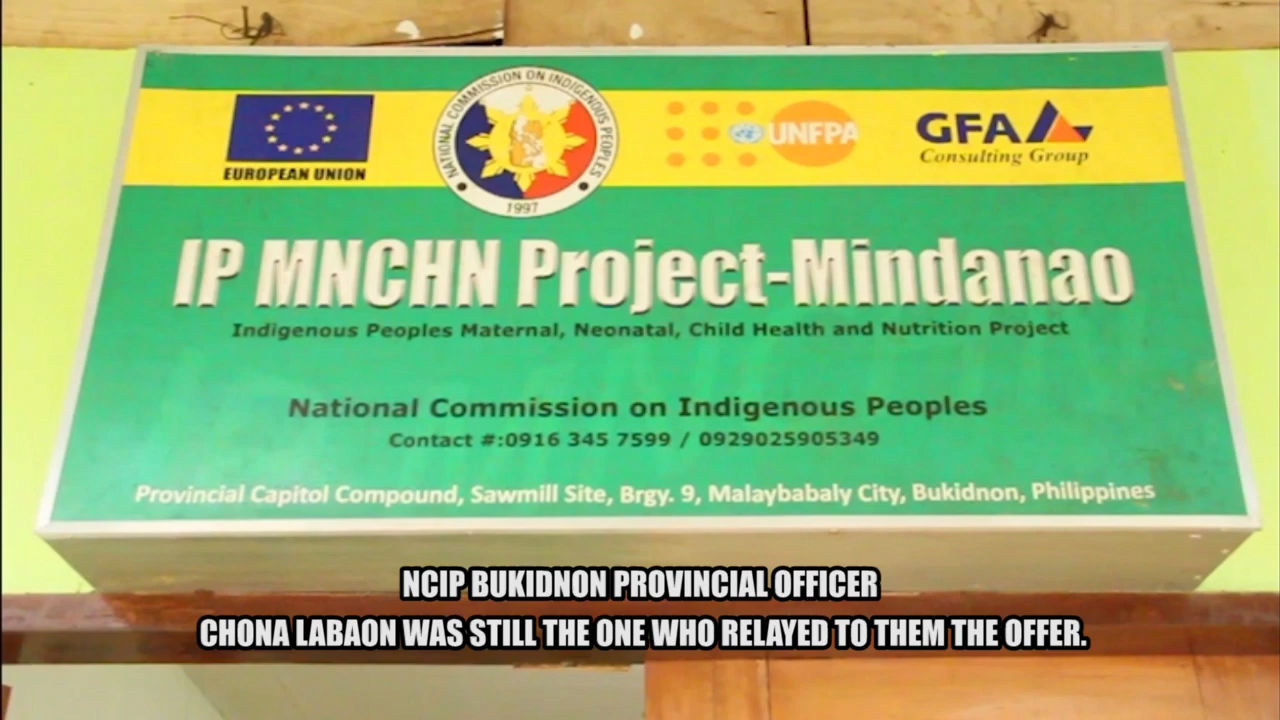 EUROPEAN UNION
NATIONAL COMMISSION ON INDIGENOUS PEOPLES
1997
UNFPA
GFA
Consulting Group
IP MNCHN Project-Mindanao
Indigenous Peoples Maternal, Neonatal, Child Health and Nutrition Project
National Commission on Indigenous Peoples
Contact #:0916 345 7599 / 0929025905349
Provincial Capitol Compound, Sawmill Site, Brgy. 9, Malaybabaly City, Bukidnon, Philippines
NCIP BUKIDNON PROVINCIAL OFFICER
CHONA LABAON WAS STILL THE ONE WHO RELAYED TO THEM THE OFFER.